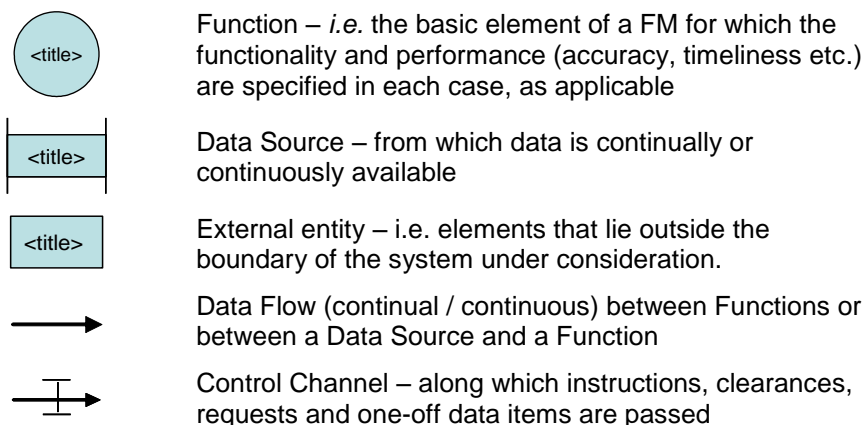 <title>
Function – i.e. the basic element of a FM for which the
functionality and performance (accuracy, timeliness etc.)
are specified in each case, as applicable
<title>
Data Source – from which data is continually or
continuously available
<title>
External entity – i.e. elements that lie outside the
boundary of the system under consideration.
Data Flow (continual / continuous) between Functions or
between a Data Source and a Function
Control Channel – along which instructions, clearances,
requests and one-off data items are passed